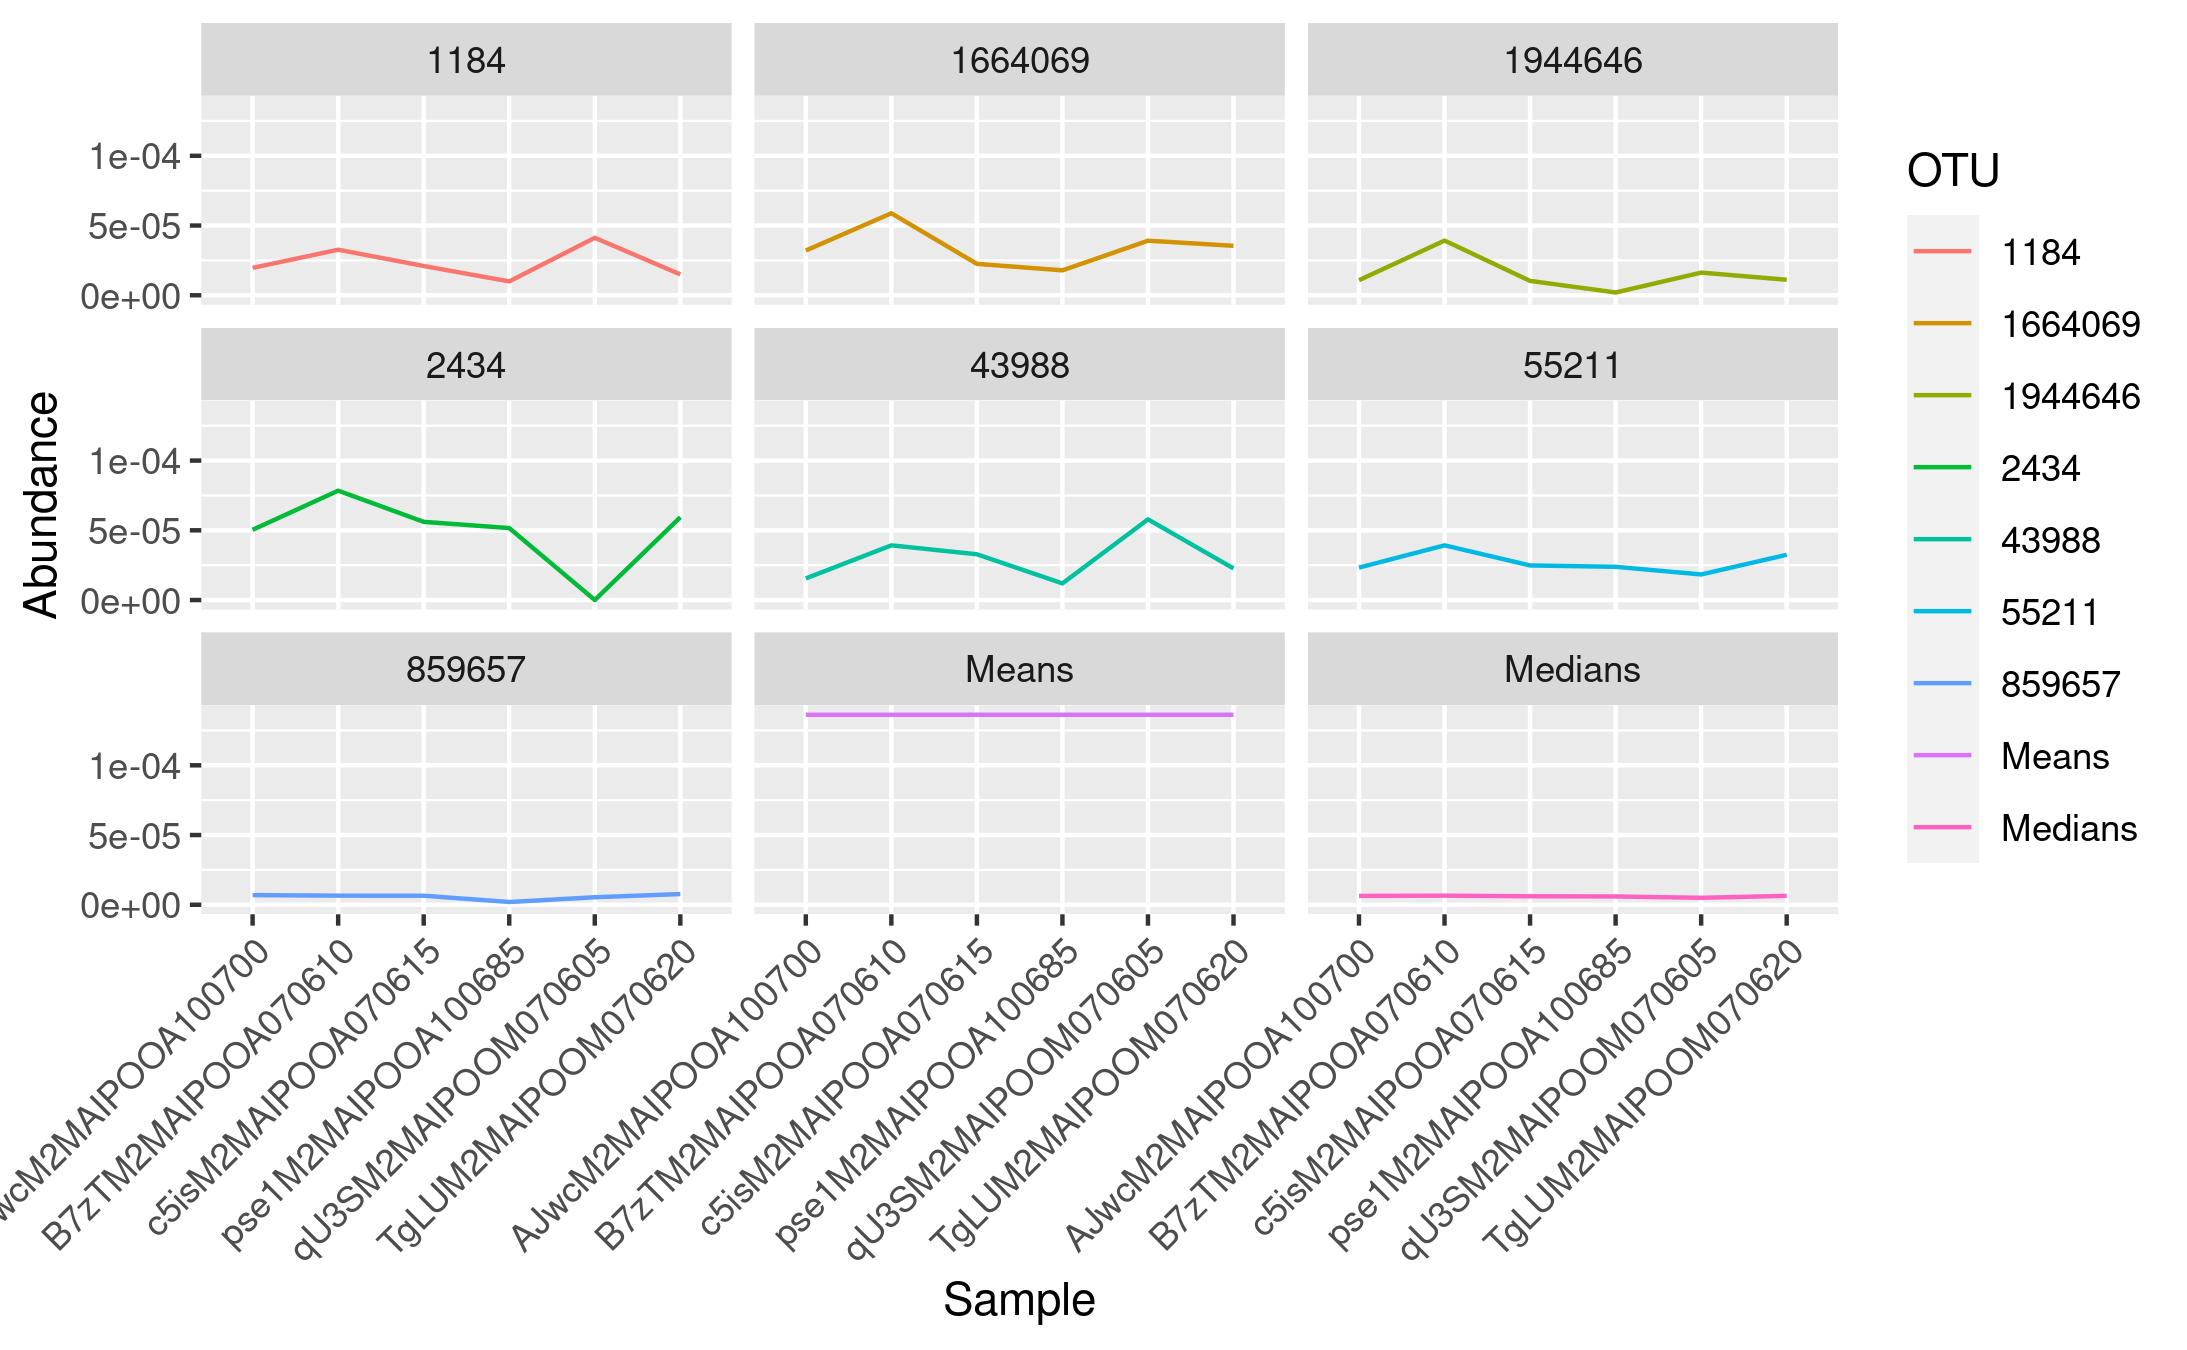 1184
1664069
1944646
1e-04
5e-05
0e+00
2434
43988
55211
1e-04
5e-05
0e+00
859657
Means
Medians
1e-04
5e-05
0e+00
Abundance
wcM2MAIPOOA100700
B7zTM2MAIPOOA070610
c5isM2MAIPOOA070615
pse1M2MAIPOOA100685
qU3SM2MAIPOOM070605
TgLUM2MAIPOOM070620
AJwcM2MAIPOOA100700
B7zTM2MAIPOOA070610
c5isM2MAIPOOA070615
pse1M2MAIPOOA100685
qU3SM2MAIPOOM070605
TgLUM2MAIPOOM070620
AJwcM2MAIPOOA100700
B7zTM2MAIPOOA070610
c5isM2MAIPOOA070615
pse1M2MAIPOOA100685
qU3SM2MAIPOOM070605
TgLUM2MAIPOOM070620
Sample
OTU
1184
1664069
1944646
2434
43988
55211
859657
Means
Medians